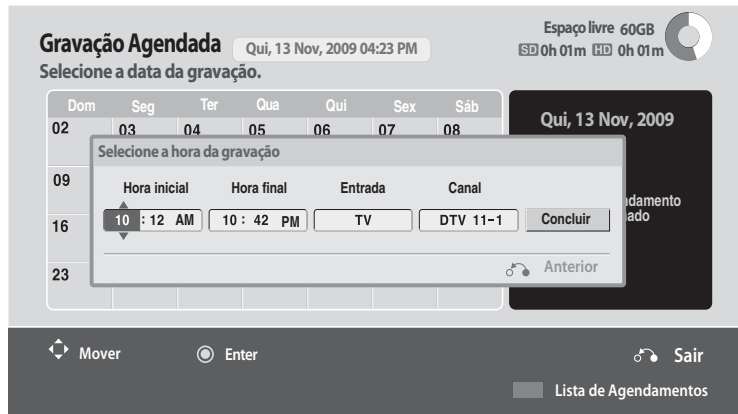 Gravação Agendada Qui, 13 Nov, 2009 04:23 PM
Espaço livre 60GB
SD 0h 01m HD 0h 01m
Selecione a data da gravação.
Dom Seg Ter Qua Qui Sex Sáb
02 03 04 05 06 07 08
Qui, 13 Nov, 2009
Selecione a hora da gravação
09
Hora inicial Hora final Entrada Canal
10 : 12 AM 10 : 42 PM TV DTV 11-1 Concluir
16
Anterior
23
Mover Enter Sair
Lista de Agendamentos